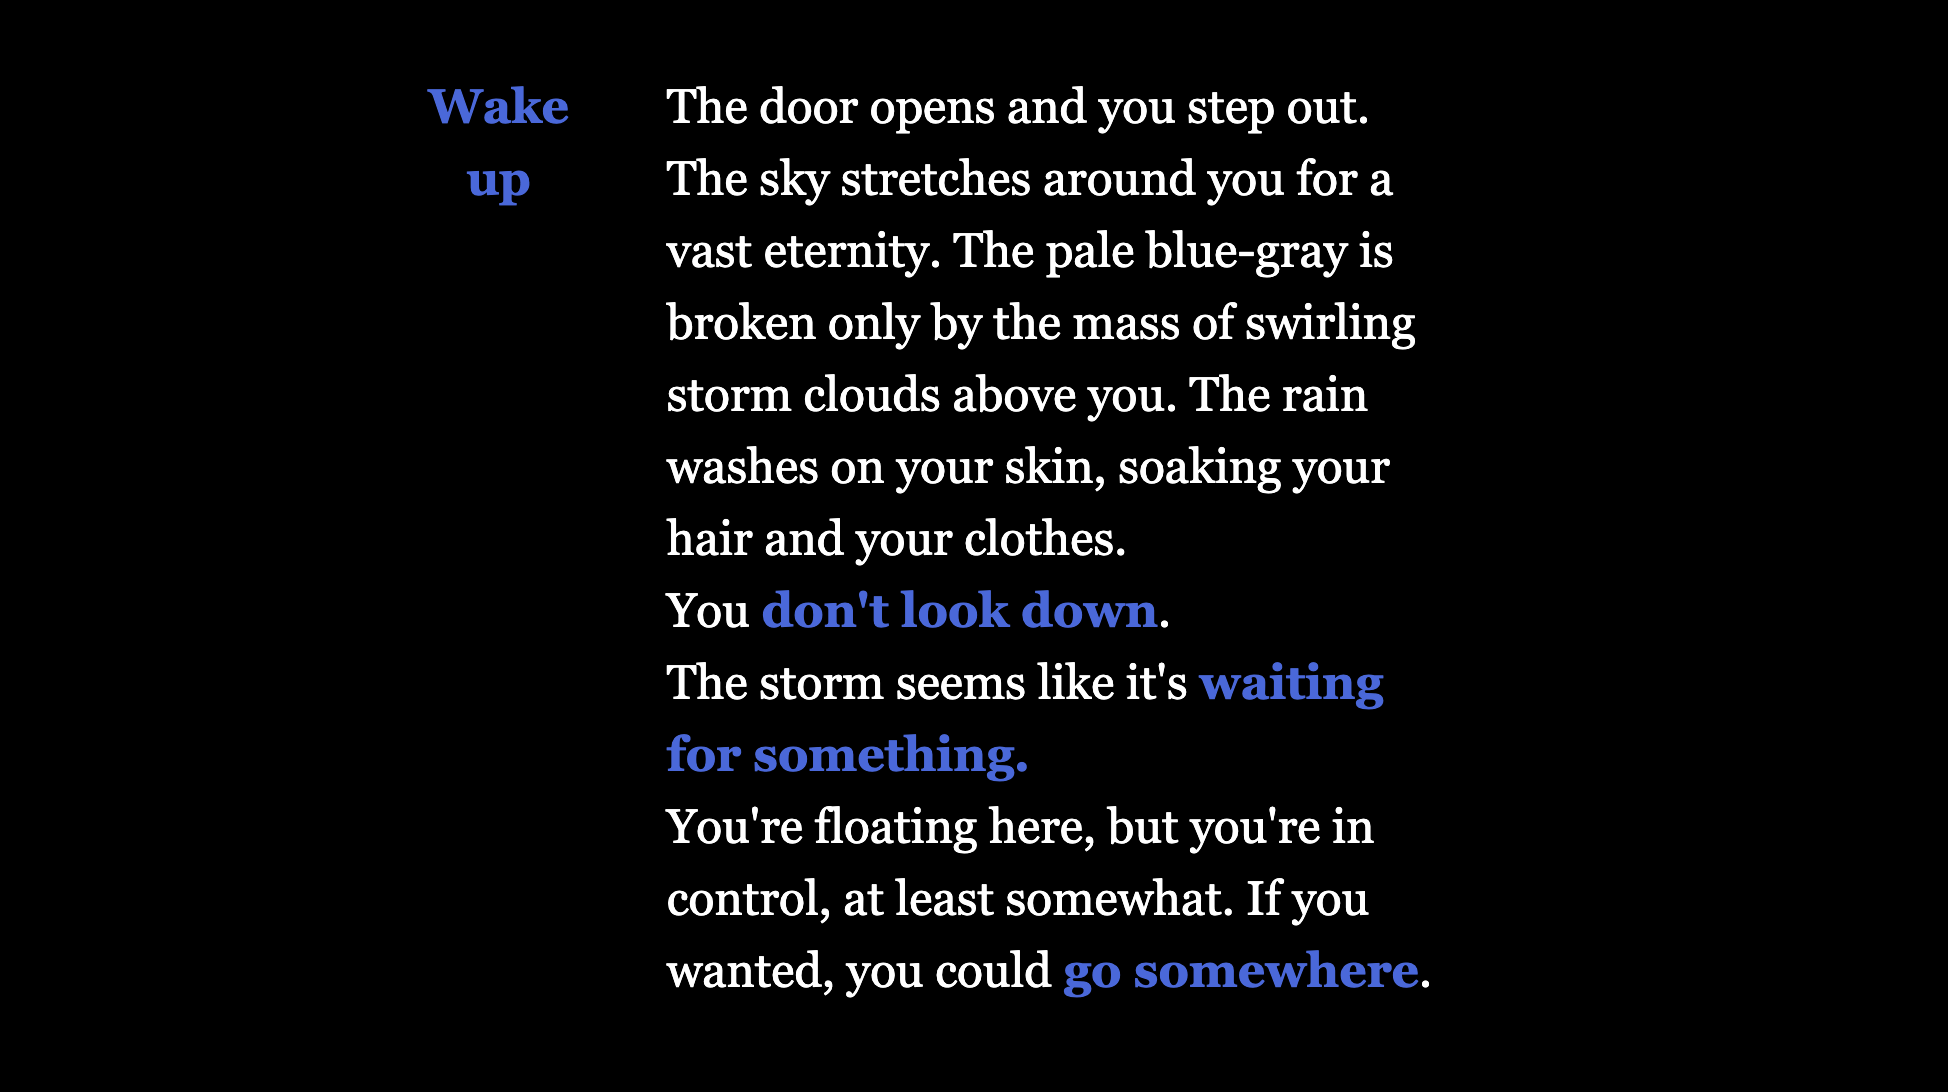 Wake
up
The door opens and you step out.
The sky stretches around you for a
vast eternity. The pale blue-gray is
broken only by the mass of swirling
storm clouds above you. The rain
washes on your skin, soaking your
hair and your clothes.
You don't look down.
The storm seems like it's waiting
for something.
You're floating here, but you're in
control, at least somewhat. If you
wanted, you could go somewhere.